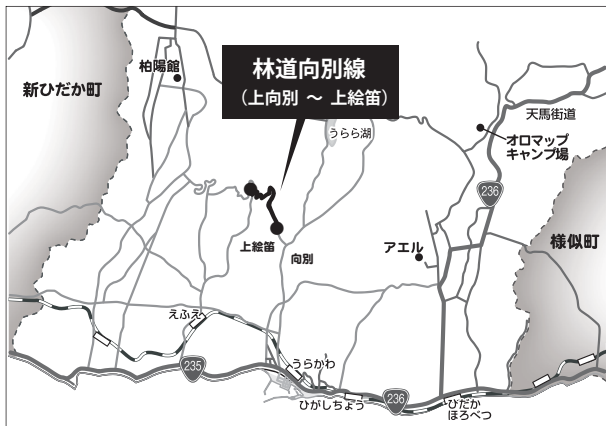 林道向別線
（上向別 ～ 上絵笛）
柏陽館
新ひだか町
天馬街道
うらら湖
オロマップ
キャンプ場
236
様似町
上絵笛
向別
アエル
えふえ
235
うらかわ
ひがしちょう
236
ひだか
ほろべつ